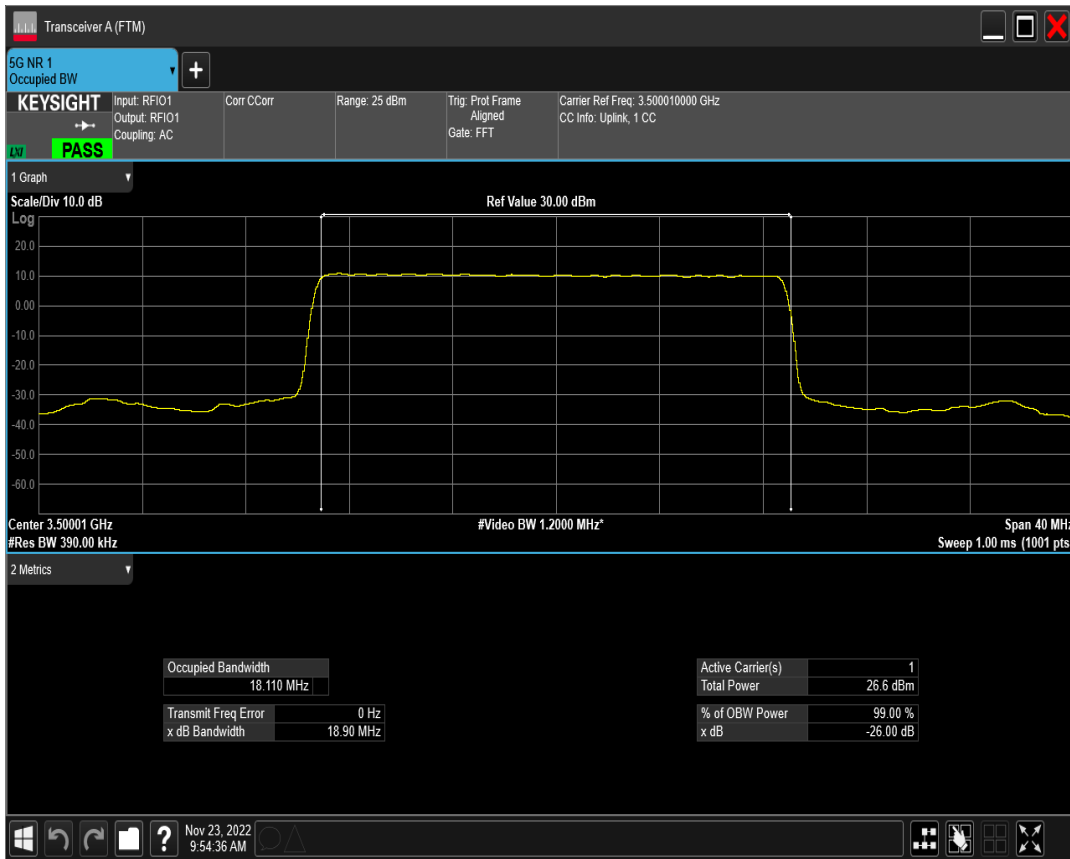 Transceiver A (FTM)
5G NR 1
Occupied BW
+
KEYSIGHT
LXI
PASS
Input: RFIO1
Output: RFIO1
Coupling: AC
Corr CCorr
Range: 25 dBm
Trig: Prot Frame
Aligned
Gate: FFT
Carrier Ref Freq: 3.500010000 GHz
CC Info: Uplink, 1 CC
1 Graph
Scale/Div 10.0 dB
Ref Value 30.00 dBm
Log
20.0
10.0
0.00
-10.0
-20.0
-30.0
-40.0
-50.0
-60.0
Center 3.50001 GHz
#Video BW 1.2000 MHz*
Span 40 MHz
#Res BW 390.00 kHz
Sweep 1.00 ms (1001 pts
2 Metrics
Occupied Bandwidth
18.110 MHz
Transmit Freq Error 0 Hz
x dB Bandwidth 18.90 MHz
Active Carrier(s) 1
Total Power 26.6 dBm
% of OBW Power 99.00 %
x dB -26.00 dB
?
Nov 23, 2022
9:54:36 AM